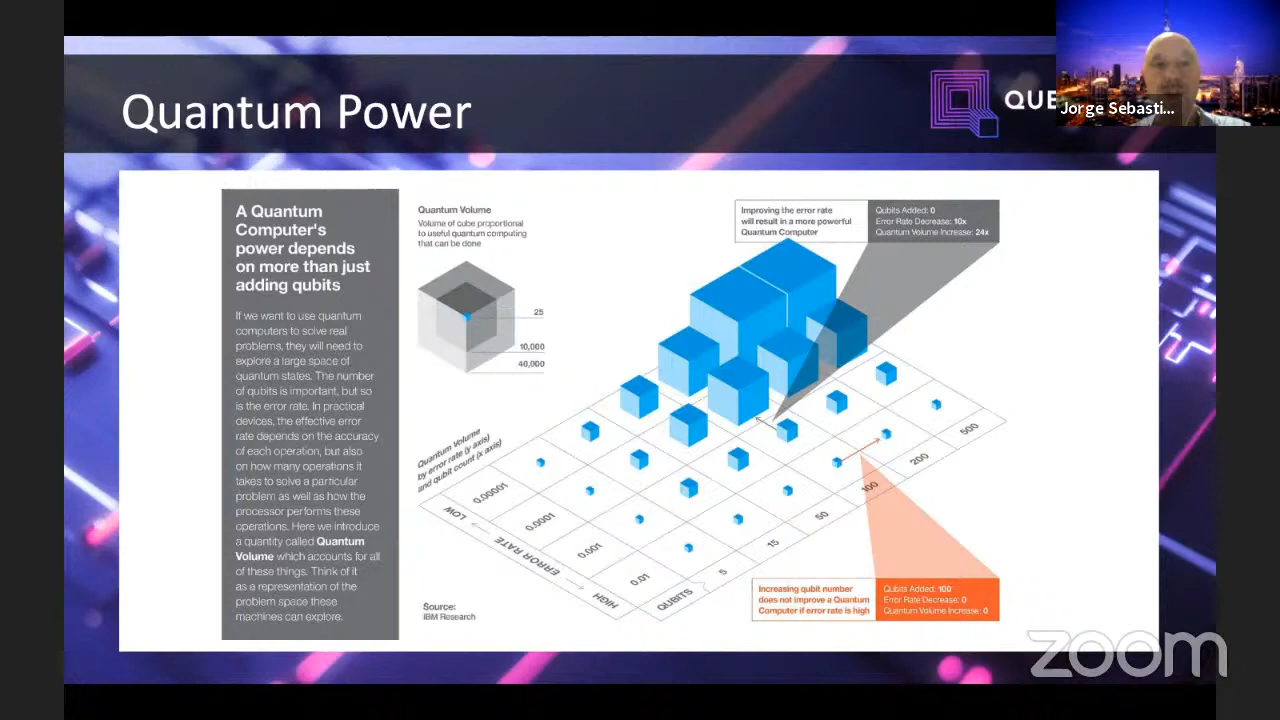 Quantum Power
QUE
Jorge Sebasti...
A Quantum
Computer's
power depends
on more than just
adding qubits
If we want to use quantum
computers to solve real
problems, they will need to
explore a large space of
quantum states. The number
of qubits is important, but so
is the error rate. In practical
devices, the effective error
rate depends on the accuracy
of each operation, but also
on how many operations it
takes to solve a particular
problem as well as how the
processor performs these
operations. Here we introduce
a quantity called Quantum
Volume which accounts for all
of these things. Think of it
as a representation of the
problem space these
machines can explore.
Quantum Volume
Volume of cube proportional
to useful quantum computing
that can be done
25
10,000
40,000
Improving the error rate
will result in a more powerful
Quantum Computer
Qubits Added: 0
Error Rate Decrease: 10x
Quantum Volume Increase: 24x
Quantum Volume
by error rate (y axis)
and qubit count (x axis)
0.00001
0.0001
0.001
0.01
LOW
ERROR RATE
HIGH
QUBITS
5
15
50
100
200
500
Increasing qubit number
does not improve a Quantum
Computer if error rate is high
Qubits Added: 100
Error Rate Decrease: 0
Quantum Volume Increase: 0
Source:
IBM Research
zoom